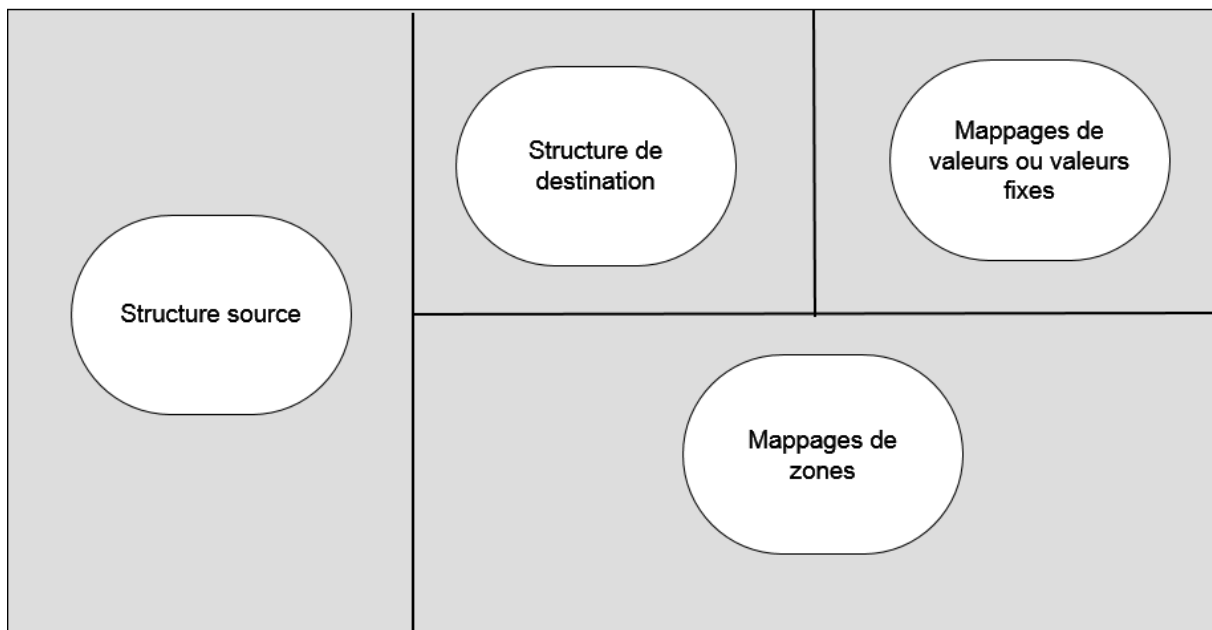 Structure source
Structure de
destination
Mappages de
valeurs ou valeurs
fixes
Mappages de
zones